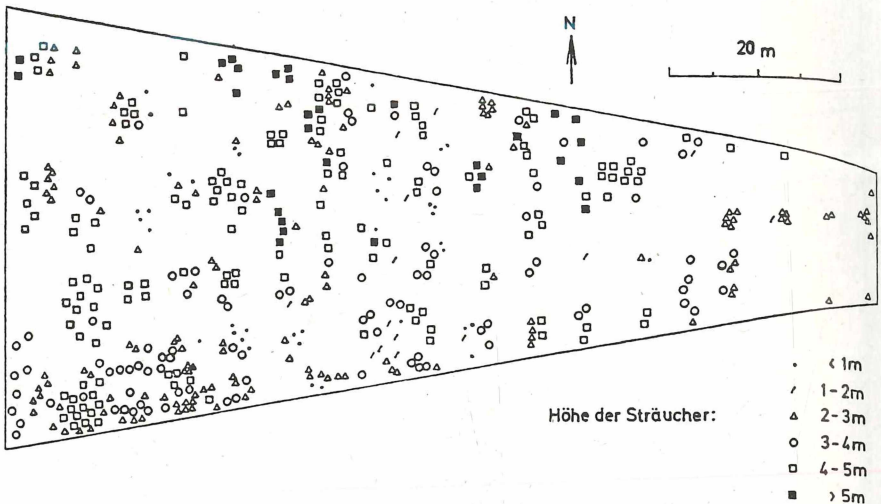 N
20 m
Höhe der Sträucher:
< 1m
1-2m
2-3m
3-4m
4-5m
> 5m